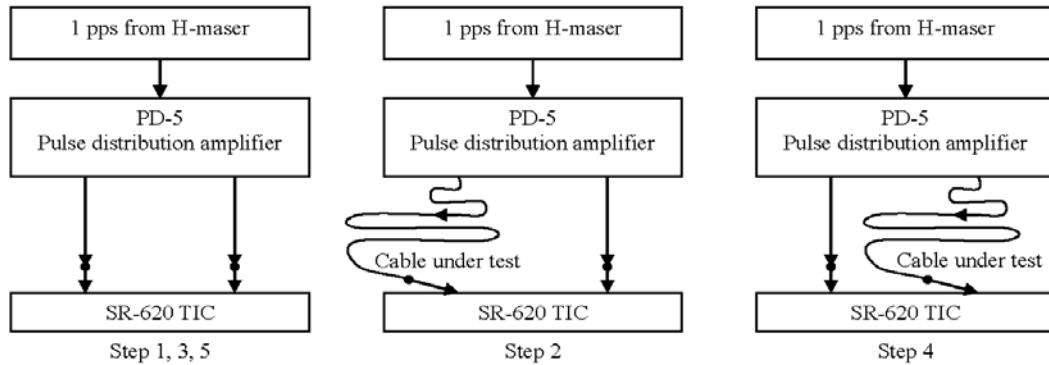 1 pps from H-maser
PD-5
Pulse distribution amplifier
SR-620 TIC
Step 1, 3, 5
1 pps from H-maser
PD-5
Pulse distribution amplifier
Cable under test
SR-620 TIC
Step 2
1 pps from H-maser
PD-5
Pulse distribution amplifier
Cable under test
SR-620 TIC
Step 4